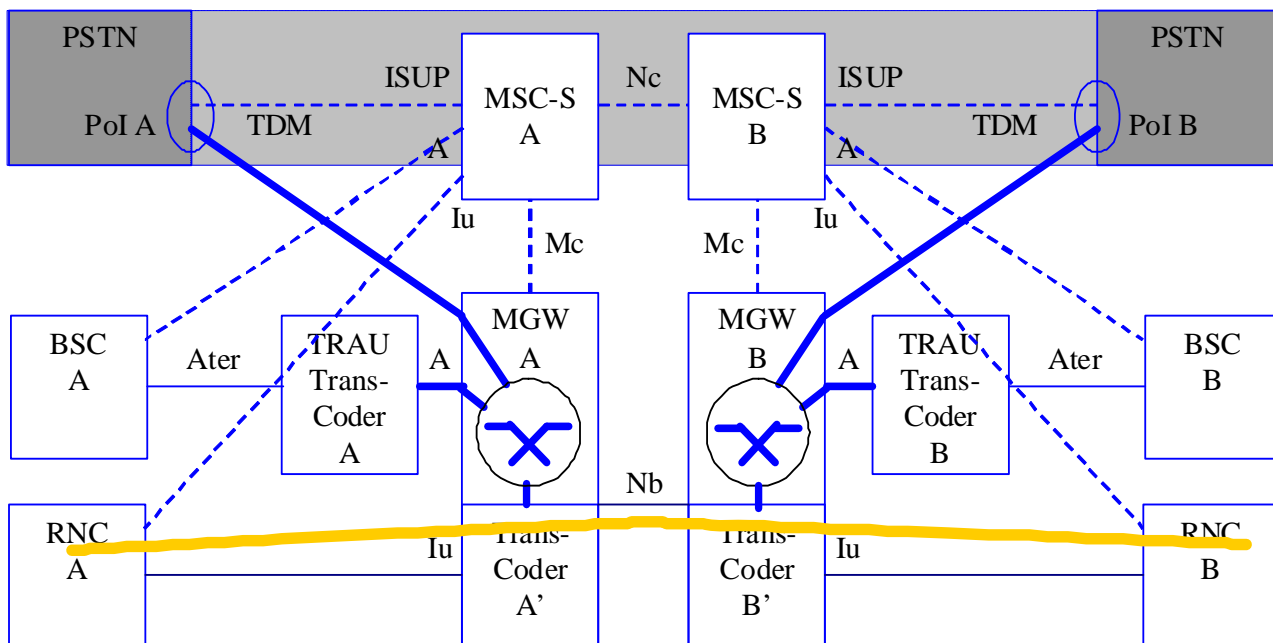 PSTN
PSTN
ISUP
Nc
ISUP
MSC-S
A
MSC-S
B
PoI A
TDM
TDM
PoI B
A
A
Iu
Iu
Mc
Mc
MGW
A
MGW
B
BSC
A
Ater
TRAU
Trans-
Coder
A
A
A
TRAU
Trans-
Coder
B
Ater
BSC
B
Nb
RNC
A
Iu
Trans-
Coder
A’
Trans-
Coder
B’
Iu
RNC
B